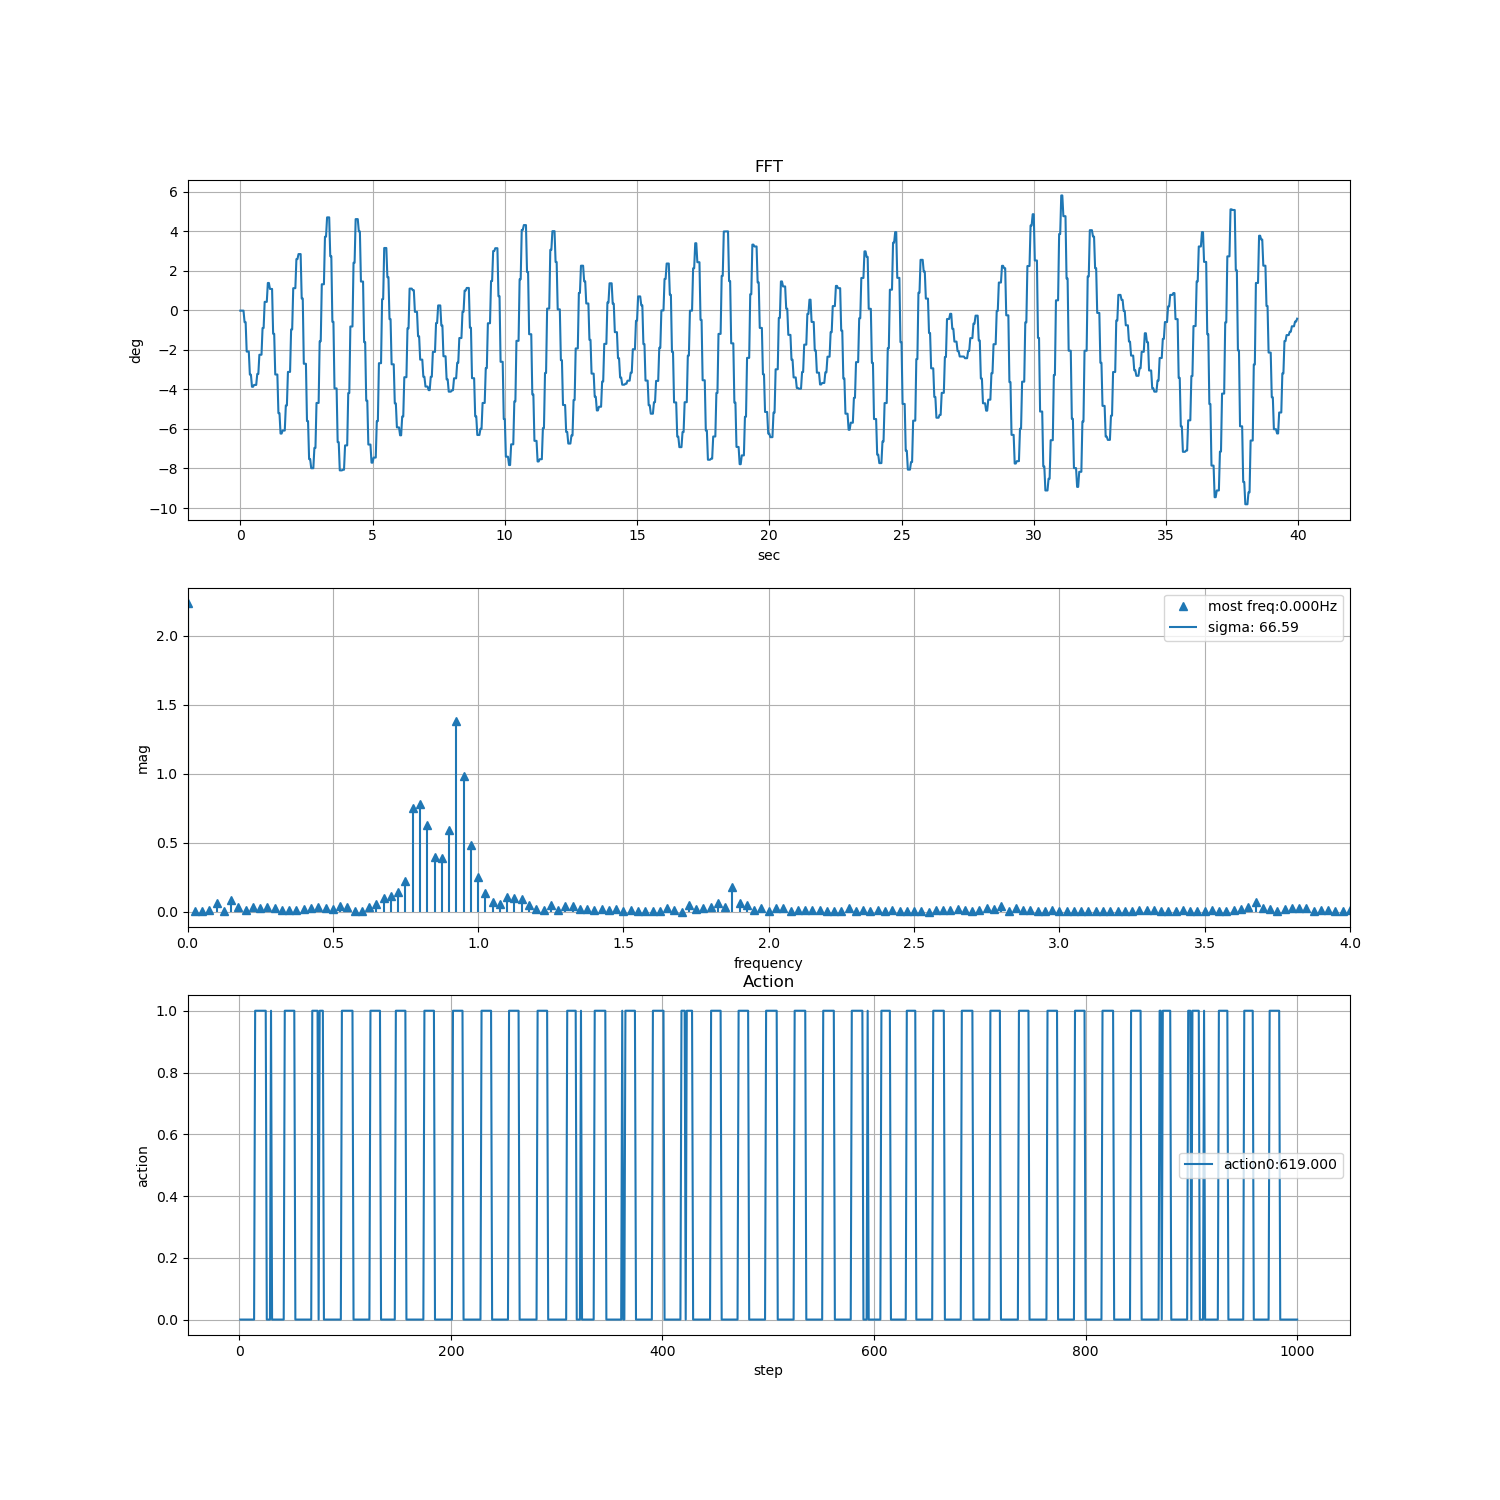 FFT
6
4
2
0
−2
−4
−6
−8
−10
deg
0 5 10 15 20 25 30 35 40
sec
most freq:0.000Hz
sigma: 66.59
2.0
1.5
1.0
0.5
0.0
mag
0.0 0.5 1.0 1.5 2.0 2.5 3.0 3.5 4.0
frequency
Action
1.0
0.8
0.6
0.4
0.2
0.0
action
action0:619.000
0 200 400 600 800 1000
step